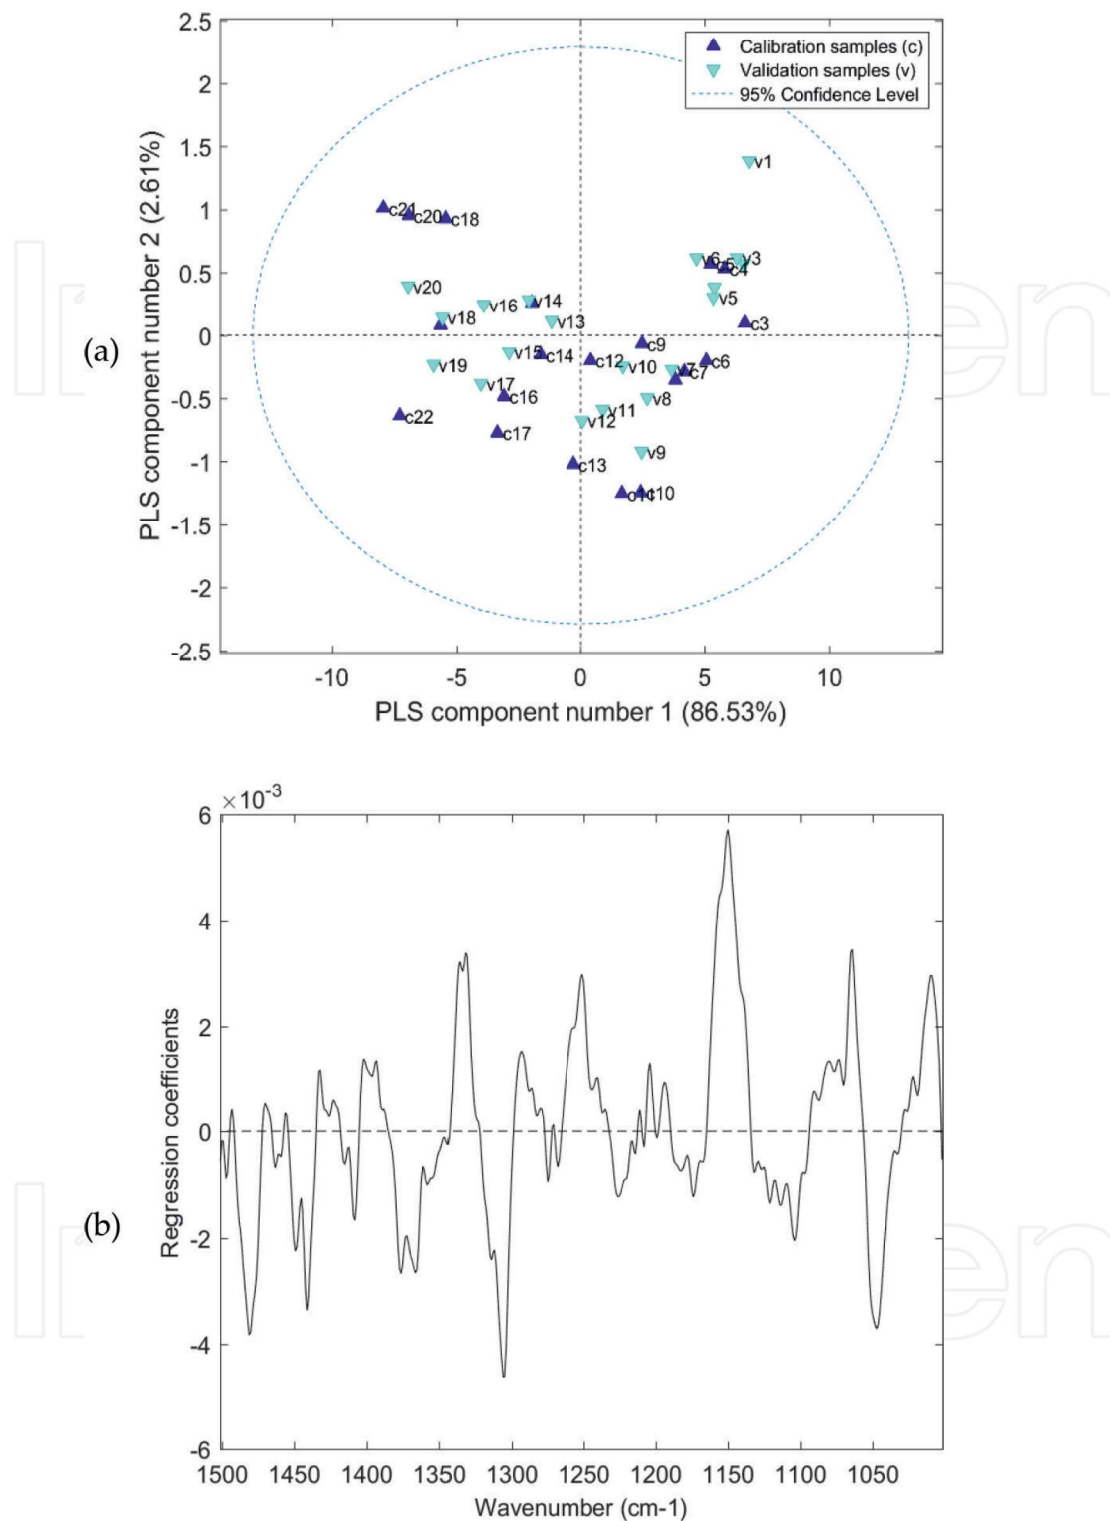 2.5
Calibration samples (c)
2
Validation samples (v)
95% Confidence Level
1.5
v1
1
c21 c20 c18
v6 v3
0.5
c5 c4
v20
v16 v14
v5
v18
v13
c3
0
c9
v15 c14 c12
v10
c6
v19
v7
c7
-0.5
v17
c16
v8
v11
c22
v12
c17
v9
-1
c13
c11 c10
-1.5
-2
-2.5
-10 -5 0 5 10
PLS component number 1 (86.53%)
PLS component number 2 (2.61%)
(a)
×10-3
6
4
2
0
-2
-4
-6
1500 1450 1400 1350 1300 1250 1200 1150 1100 1050
Wavenumber (cm-1)
Regression coefficients
(b)